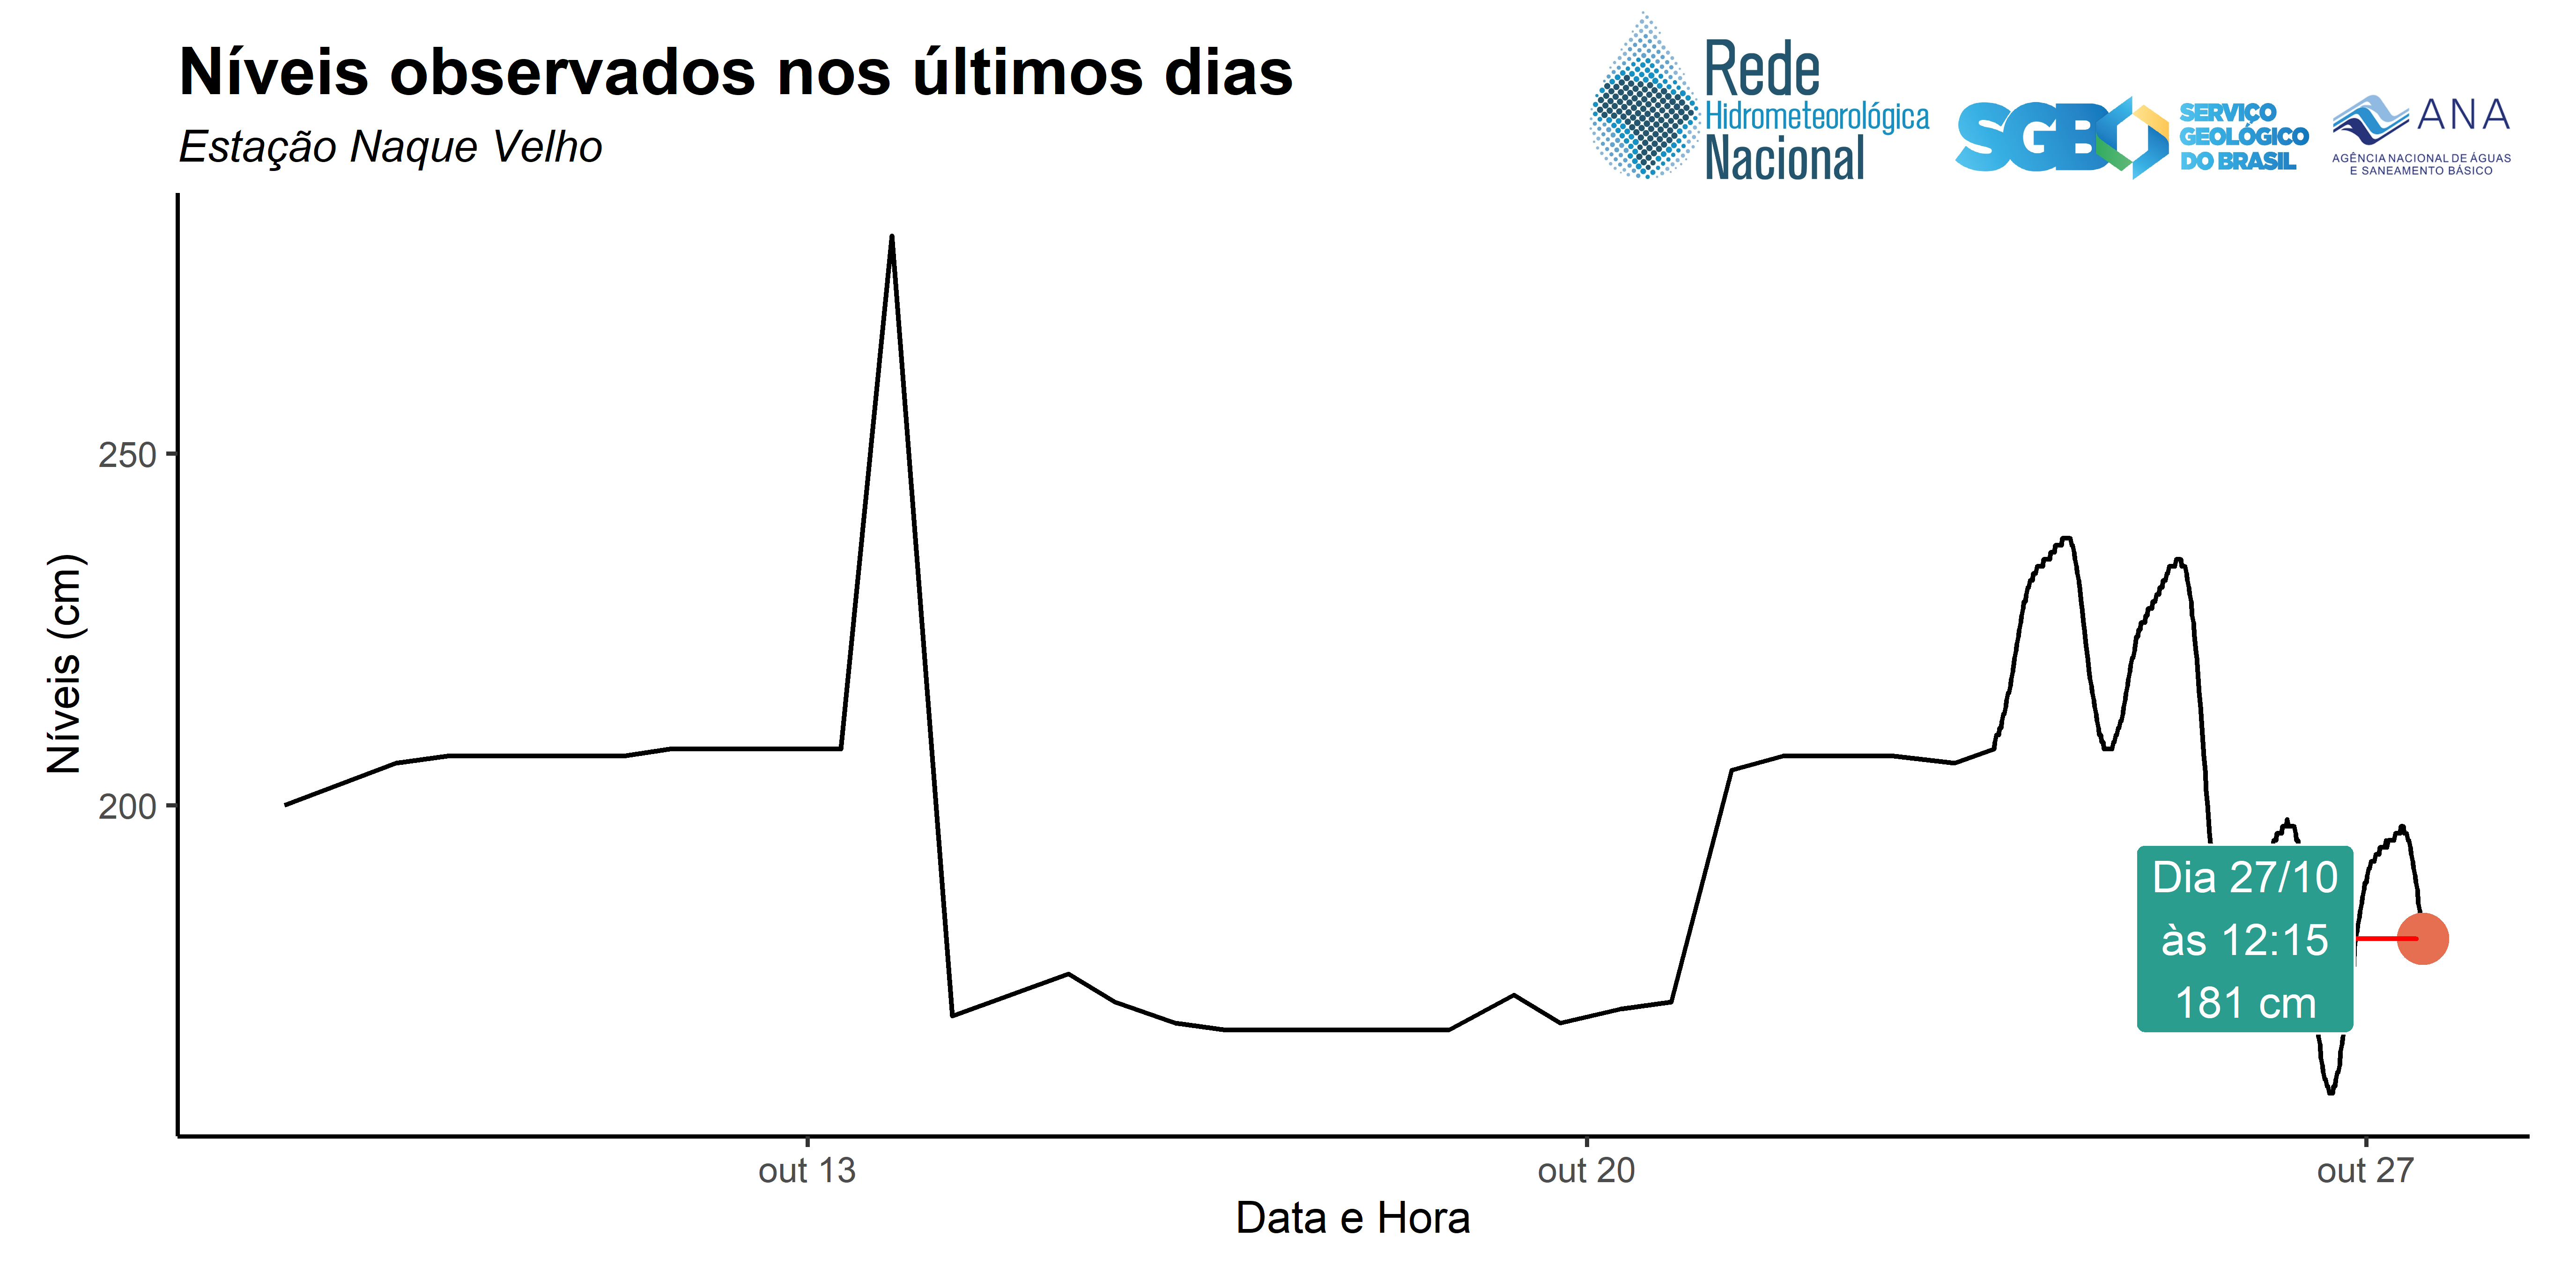 Níveis observados nos últimos dias
Estação Naque Velho
Rede
Hidrometeorológica
Nacional
SGB
SERVIÇO
GEOLÓGICO
DO BRASIL
ANA
AGÊNCIA NACIONAL DE ÁGUAS
E SANEAMENTO BÁSICO
Níveis (cm)
250
200
Dia 27/10
às 12:15
181 cm
out 13
out 20
out 27
Data e Hora